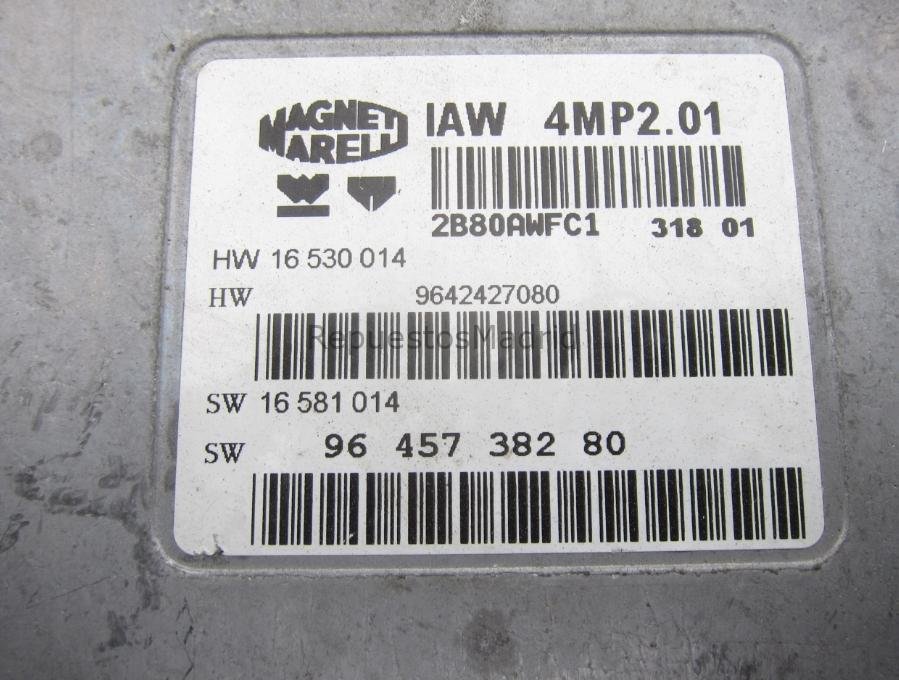 MAGNETI MARELLI IAW 4MP2.01
2B80AWFC1 318 01
HW 16 530 014
HW 9642427080
RepuestosMadrid
SW 16 581 014
SW 96 457 382 80